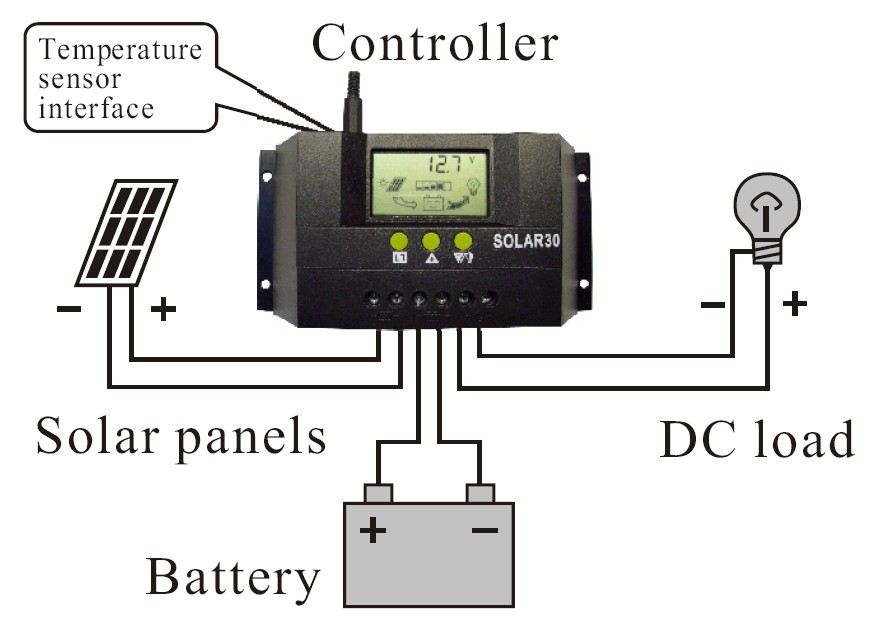 Controller
Temperature
sensor
interface
12.7 V
SOLAR30
− +
− +
Solar panels
DC load
+ −
Battery